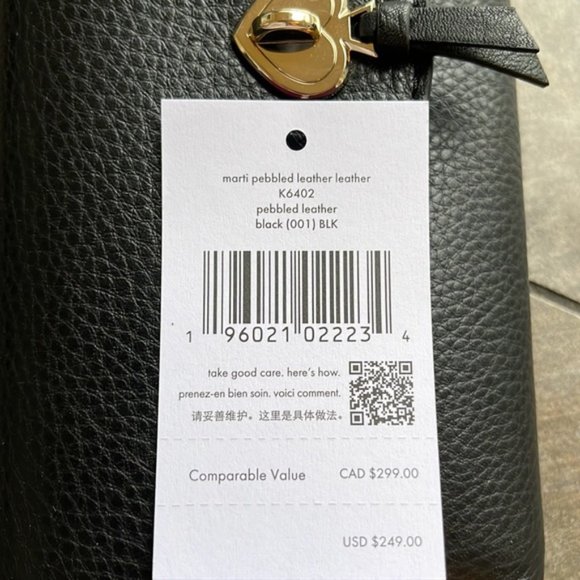 marti pebbled leather leather
K6402
pebbled leather
black (001) BLK
1 96021 02223 4
take good care. here's how.
prenez-en bien soin. voici comment.
请妥善维护。这里是具体做法。
Comparable Value CAD $299.00
USD $249.00